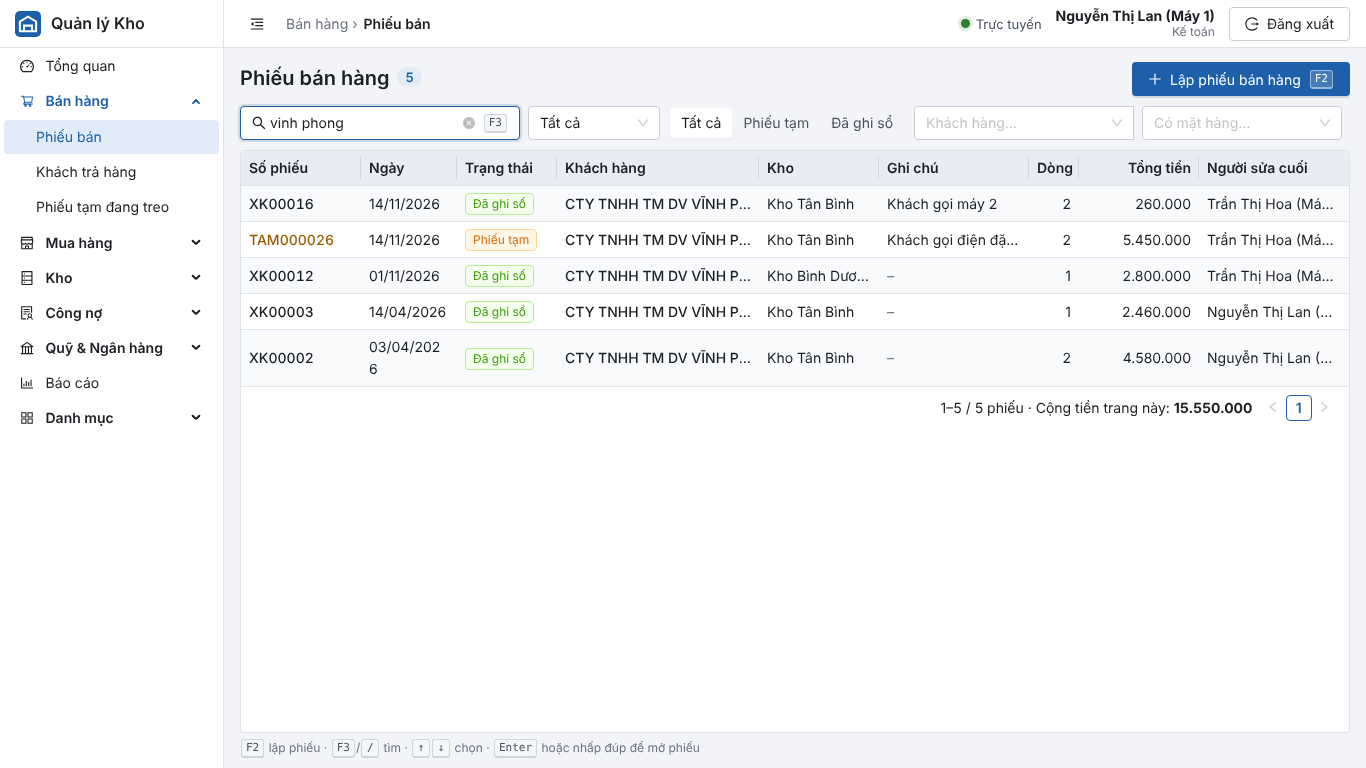 Quản lý Kho
Bán hàng › Phiếu bán
Trực tuyến
Nguyễn Thị Lan (Máy 1)
Kế toán
Đăng xuất
Tổng quan
Bán hàng
Phiếu bán
Khách trả hàng
Phiếu tạm đang treo
Mua hàng
Kho
Công nợ
Quỹ & Ngân hàng
Báo cáo
Danh mục
Phiếu bán hàng 5
Lập phiếu bán hàng F2
vinh phong F3
Tất cả
Tất cả Phiếu tạm Đã ghi sổ
Khách hàng...
Có mặt hàng...
Số phiếu Ngày Trạng thái Khách hàng Kho Ghi chú Dòng Tổng tiền Người sửa cuối
XK00016 14/11/2026 Đã ghi sổ CTY TNHH TM DV VĨNH P... Kho Tân Bình Khách gọi máy 2 2 260.000 Trần Thị Hoa (Má...
TAM000026 14/11/2026 Phiếu tạm CTY TNHH TM DV VĨNH P... Kho Tân Bình Khách gọi điện đặ... 2 5.450.000 Trần Thị Hoa (Má...
XK00012 01/11/2026 Đã ghi sổ CTY TNHH TM DV VĨNH P... Kho Bình Dươ... – 1 2.800.000 Trần Thị Hoa (Má...
XK00003 14/04/2026 Đã ghi sổ CTY TNHH TM DV VĨNH P... Kho Tân Bình – 1 2.460.000 Nguyễn Thị Lan (...
XK00002 03/04/2026 Đã ghi sổ CTY TNHH TM DV VĨNH P... Kho Tân Bình – 2 4.580.000 Nguyễn Thị Lan (...
1–5 / 5 phiếu · Cộng tiền trang này: 15.550.000 1
F2 lập phiếu · F3 / / tìm · ↑ ↓ chọn · Enter hoặc nhấp đúp để mở phiếu